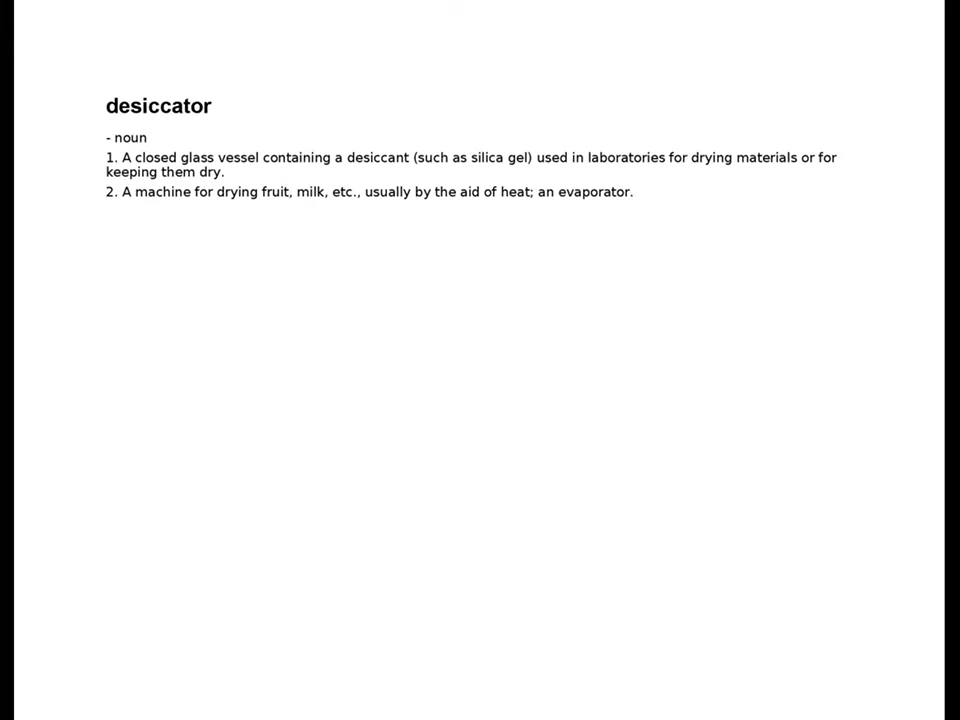 desiccator
- noun
1. A closed glass vessel containing a desiccant (such as silica gel) used in laboratories for drying materials or for
keeping them dry.
2. A machine for drying fruit, milk, etc., usually by the aid of heat; an evaporator.